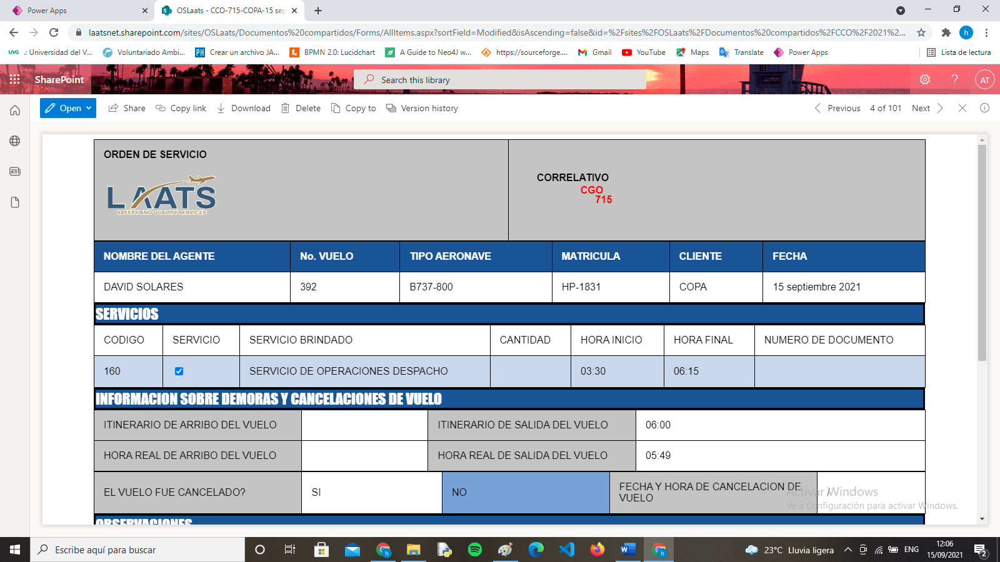 Power Apps
OSLaats - CCO-715-COPA-15 sep
laatsnet.sharepoint.com/sites/OSLaats/Documentos%20compartidos/Forms/AllItems.aspx?sortField=Modified&isAscending=false&id=%2Fsites%2FOSLaats%2FDocumentos%20compartidos%2FCCO%2F2021%2...
h
UVG .: Universidad del V... Voluntariado Ambi... PH Crear un archivo JA... BPMN 2.0: Lucidchart A Guide to Neo4J w... https://sourceforge.... Gmail YouTube Maps Translate Power Apps Lista de lectura
SharePoint Search this library ? AT
Open Share Copy link Download Delete Copy to Version history Previous 4 of 101 Next
ORDEN DE SERVICIO
LAATS
SAFETY AND QUALITY SERVICES
CORRELATIVO
CGO
715
NOMBRE DEL AGENTE No. VUELO TIPO AERONAVE MATRICULA CLIENTE FECHA
DAVID SOLARES 392 B737-800 HP-1831 COPA 15 septiembre 2021
SERVICIOS
CODIGO SERVICIO SERVICIO BRINDADO CANTIDAD HORA INICIO HORA FINAL NUMERO DE DOCUMENTO
160 SERVICIO DE OPERACIONES DESPACHO 03:30 06:15
INFORMACION SOBRE DEMORAS Y CANCELACIONES DE VUELO
ITINERARIO DE ARRIBO DEL VUELO ITINERARIO DE SALIDA DEL VUELO 06:00
HORA REAL DE ARRIBO DEL VUELO HORA REAL DE SALIDA DEL VUELO 05:49
EL VUELO FUE CANCELADO? SI NO FECHA Y HORA DE CANCELACION DE VUELO /
Activar Windows
Ve a Configuración para activar Windows.
OBSERVACIONES
Escribe aquí para buscar
23°C Lluvia ligera ENG 12:06
15/09/2021
2